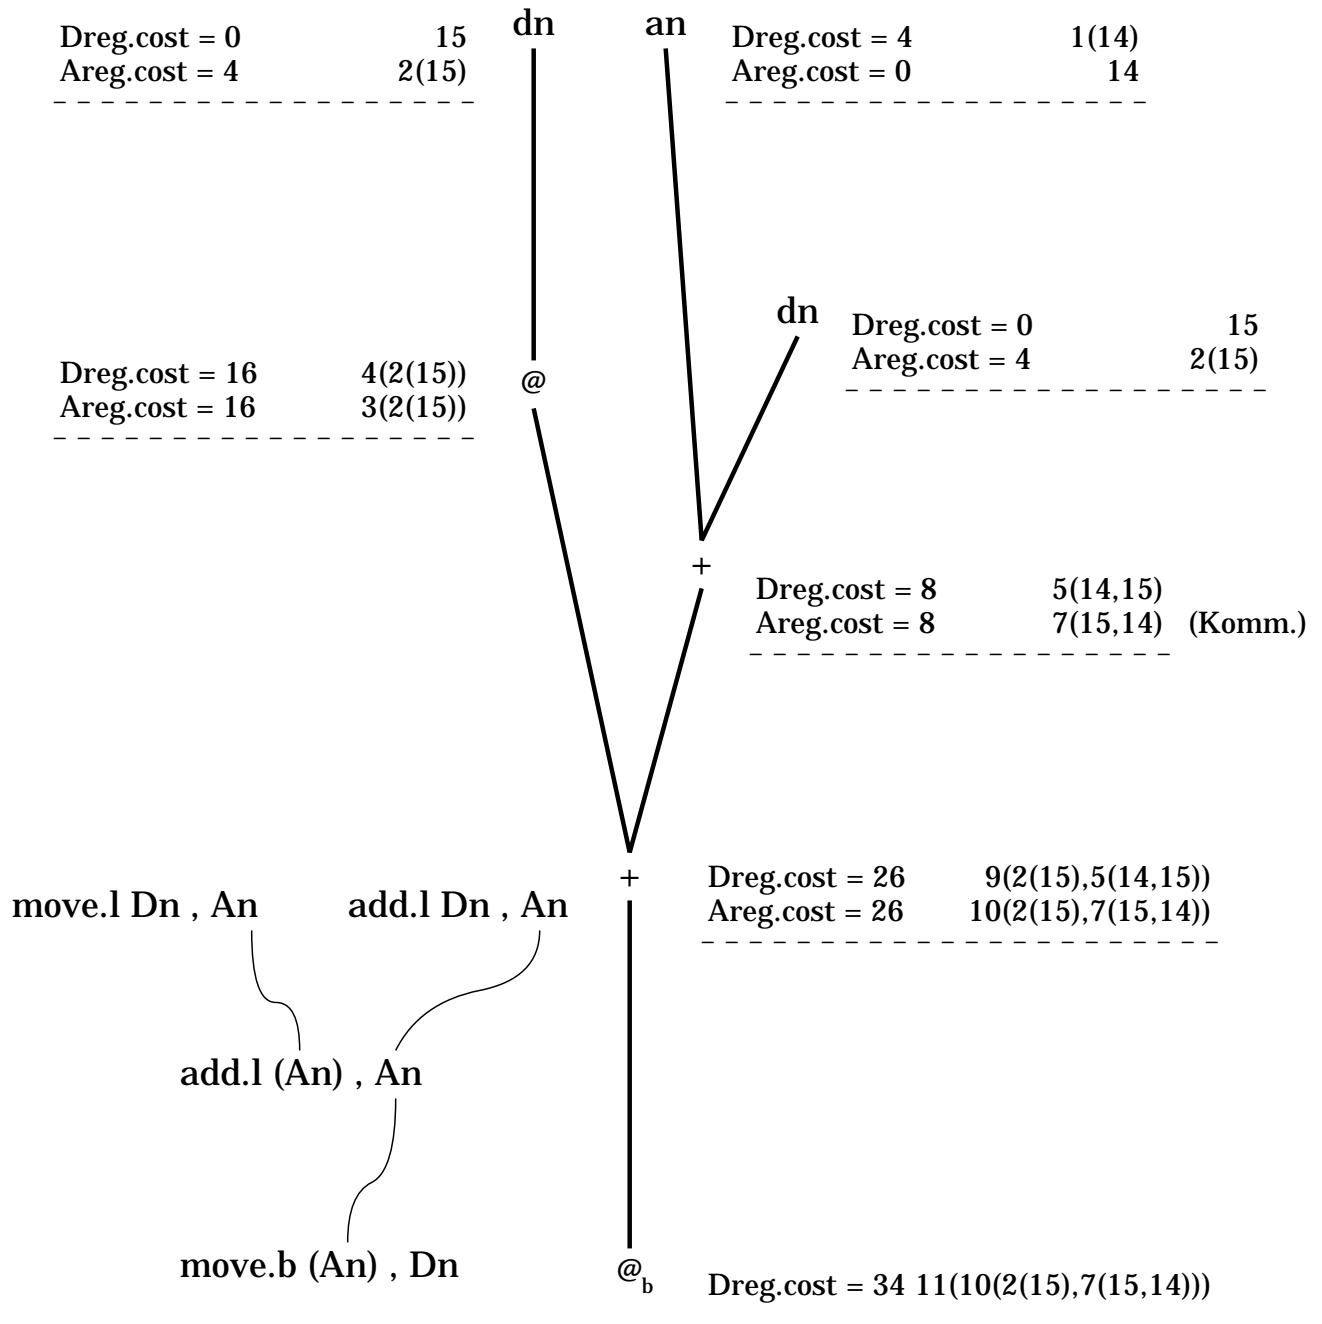 dn an
Dreg.cost = 0 15
Areg.cost = 4 2(15)
Dreg.cost = 4 1(14)
Areg.cost = 0 14
dn
Dreg.cost = 0 15
Areg.cost = 4 2(15)
Dreg.cost = 16 4(2(15))
Areg.cost = 16 3(2(15))
@
+
Dreg.cost = 8 5(14,15)
Areg.cost = 8 7(15,14) (Komm.)
+
Dreg.cost = 26 9(2(15),5(14,15))
Areg.cost = 26 10(2(15),7(15,14))
move.l Dn , An add.l Dn , An
add.l (An) , An
move.b (An) , Dn
@b
Dreg.cost = 34 11(10(2(15),7(15,14)))